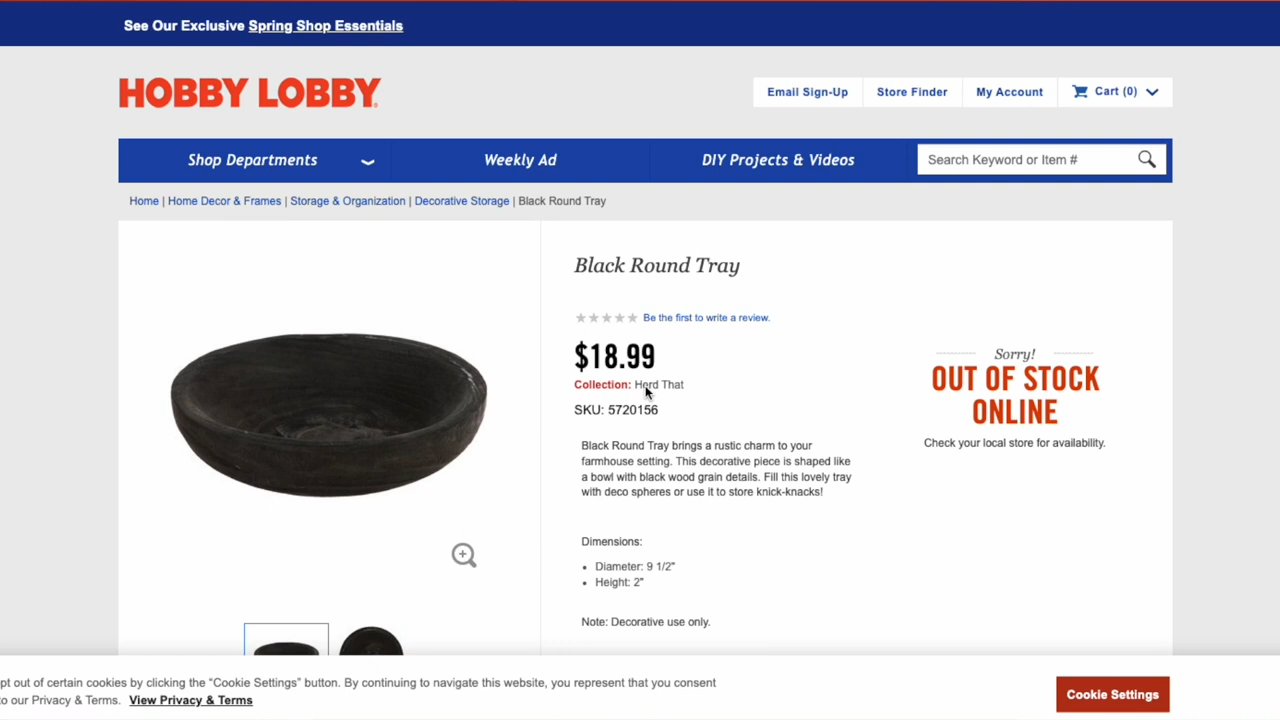 See Our Exclusive Spring Shop Essentials
HOBBY LOBBY
Email Sign-Up
Store Finder
My Account
Cart (0)
Shop Departments
Weekly Ad
DIY Projects & Videos
Search Keyword or Item #
Home | Home Decor & Frames | Storage & Organization | Decorative Storage | Black Round Tray
Black Round Tray
Be the first to write a review.
$18.99
Collection: Herd That
SKU: 5720156
Black Round Tray brings a rustic charm to your
farmhouse setting. This decorative piece is shaped like
a bowl with black wood grain details. Fill this lovely tray
with deco spheres or use it to store knick-knacks!
Dimensions:
• Diameter: 9 1/2"
• Height: 2"
Note: Decorative use only.
Sorry!
OUT OF STOCK
ONLINE
Check your local store for availability.
pt out of certain cookies by clicking the "Cookie Settings" button. By continuing to navigate this website, you represent that you consent
o our Privacy & Terms. View Privacy & Terms
Cookie Settings